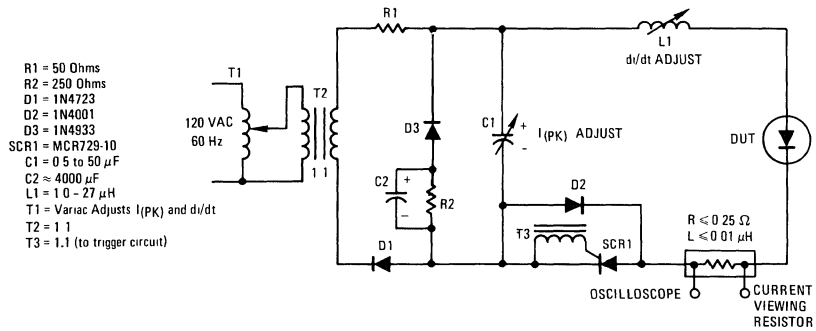 R1 = 50 Ohms
R2 = 250 Ohms
D1 = 1N4723
D2 = 1N4001
D3 = 1N4933
SCR1 = MCR729-10
C1 = 0 5 to 50 μF
C2 ≈ 4000 μF
L1 = 1 0 - 27 μH
T1 = Variac Adjusts I(PK) and di/dt
T2 = 1 1
T3 = 1.1 (to trigger circuit)
T1
120 VAC
60 Hz
T2
1 1
R1
D3
C2
+
−
R2
D1
C1
+
−
I(PK) ADJUST
L1
di/dt ADJUST
DUT
D2
T3
SCR1
R ⩽ 0 25 Ω
L ⩽ 0 01 μH
OSCILLOSCOPE
CURRENT
VIEWING
RESISTOR